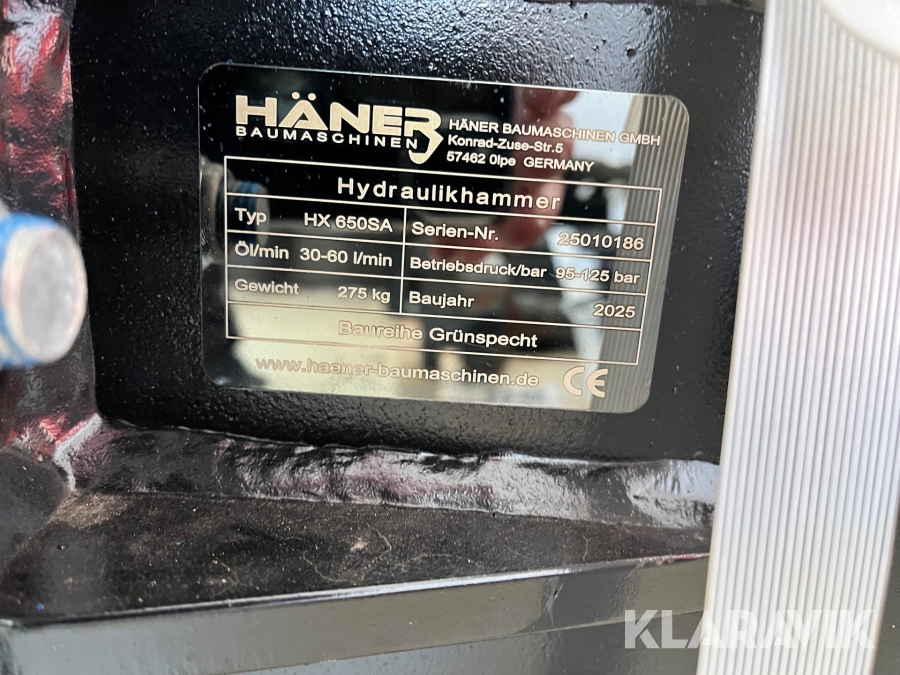 HÄNER
BAUMASCHINEN
HÄNER BAUMASCHINEN GMBH
Konrad-Zuse-Str.5
57462 Olpe GERMANY
Hydraulikhammer
Typ HX 650SA Serien-Nr. 25010186
Öl/min 30-60 l/min Betriebsdruck/bar 95-125 bar
Gewicht 275 kg Baujahr 2025
Baureihe Grünspecht
www.haener-baumaschinen.de CE
KLARAVIK